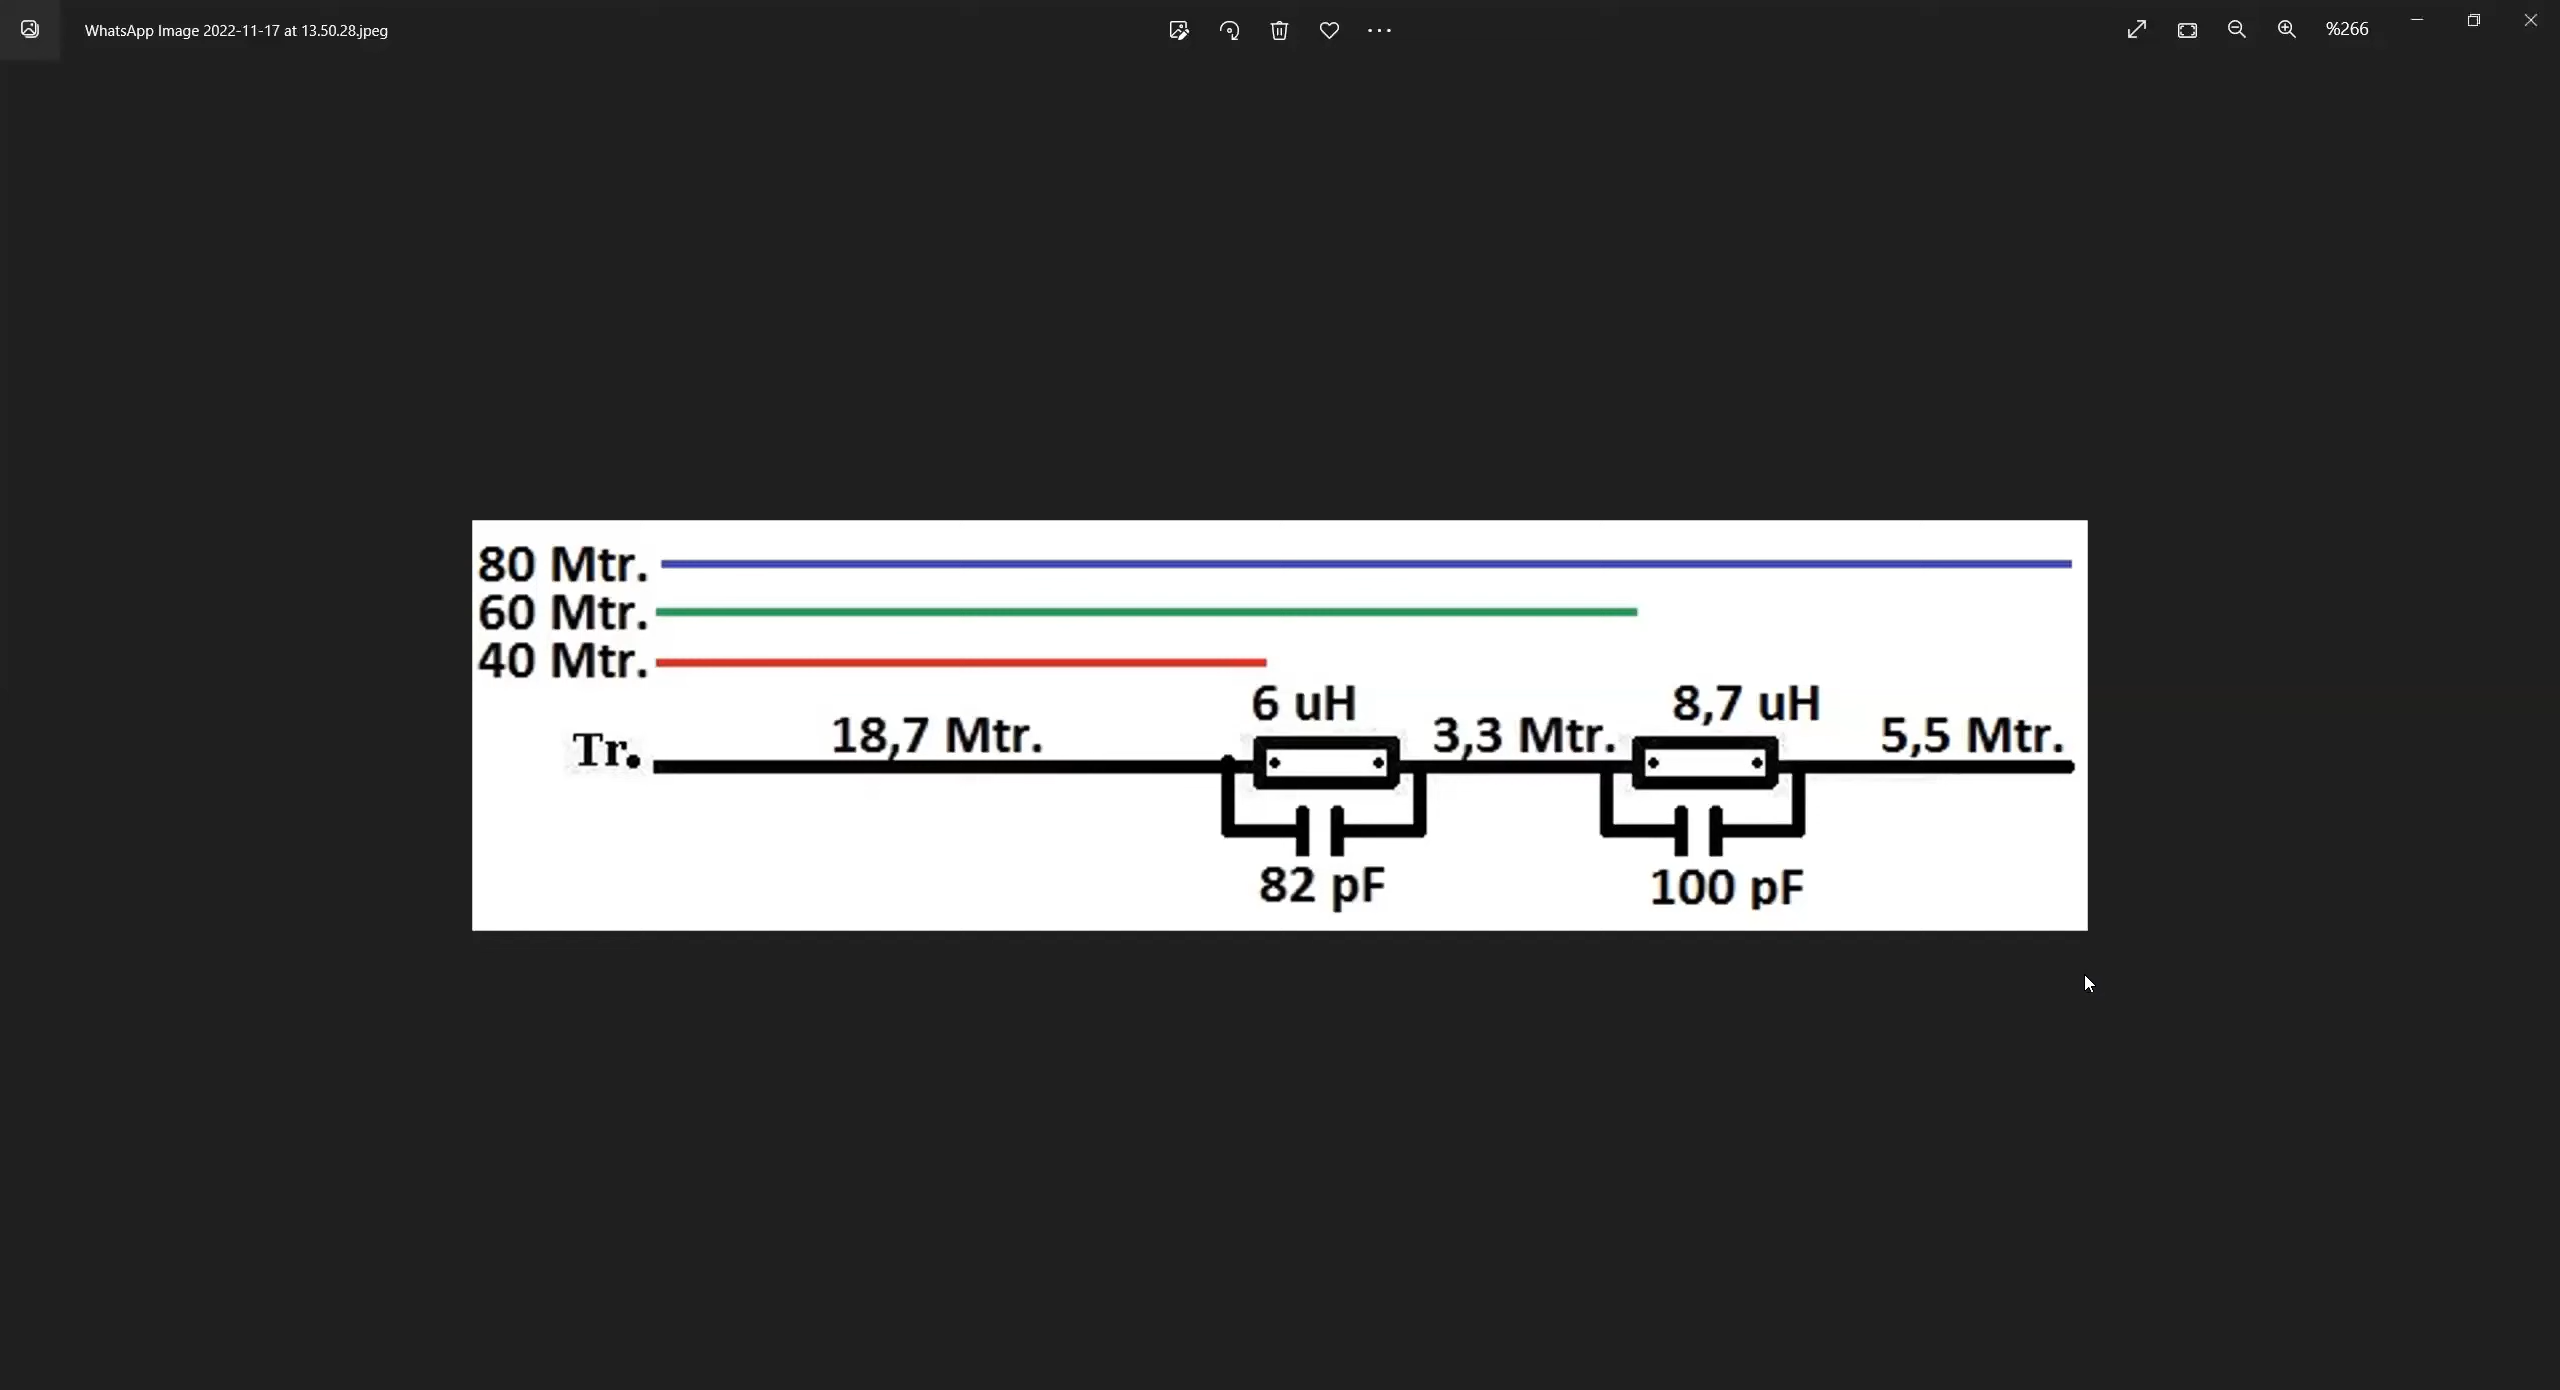 WhatsApp Image 2022-11-17 at 13.50.28.jpeg
%266
80 Mtr.
60 Mtr.
40 Mtr.
6 uH
8,7 uH
Tr.
18,7 Mtr.
3,3 Mtr.
5,5 Mtr.
82 pF
100 pF